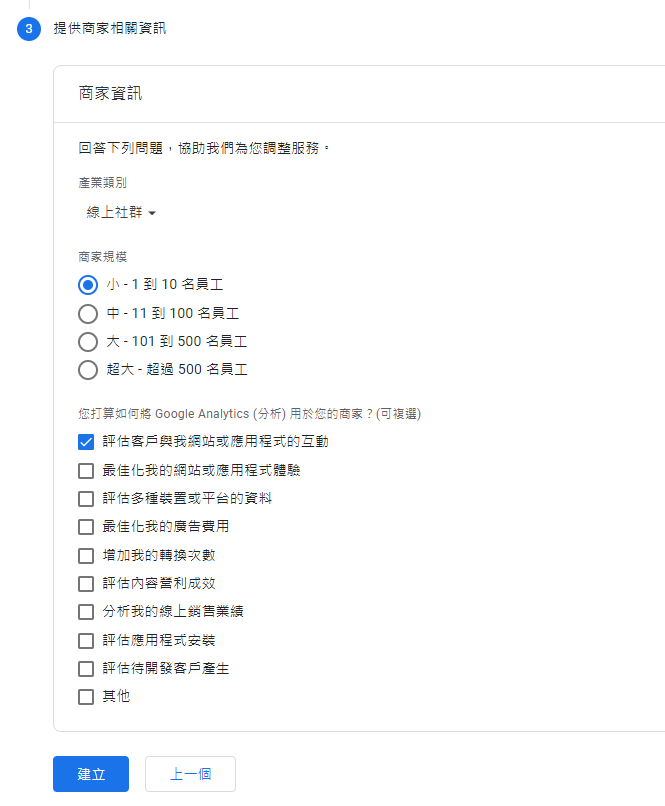 3 提供商家相關資訊
商家資訊
回答下列問題，協助我們為您調整服務。
產業類別
線上社群
商家規模
小 - 1 到 10 名員工
中 - 11 到 100 名員工
大 - 101 到 500 名員工
超大 - 超過 500 名員工
您打算如何將 Google Analytics (分析) 用於您的商家？(可複選)
評估客戶與我網站或應用程式的互動
最佳化我的網站或應用程式體驗
評估多種裝置或平台的資料
最佳化我的廣告費用
增加我的轉換次數
評估內容營利成效
分析我的線上銷售業績
評估應用程式安裝
評估待開發客戶產生
其他
建立 上一個